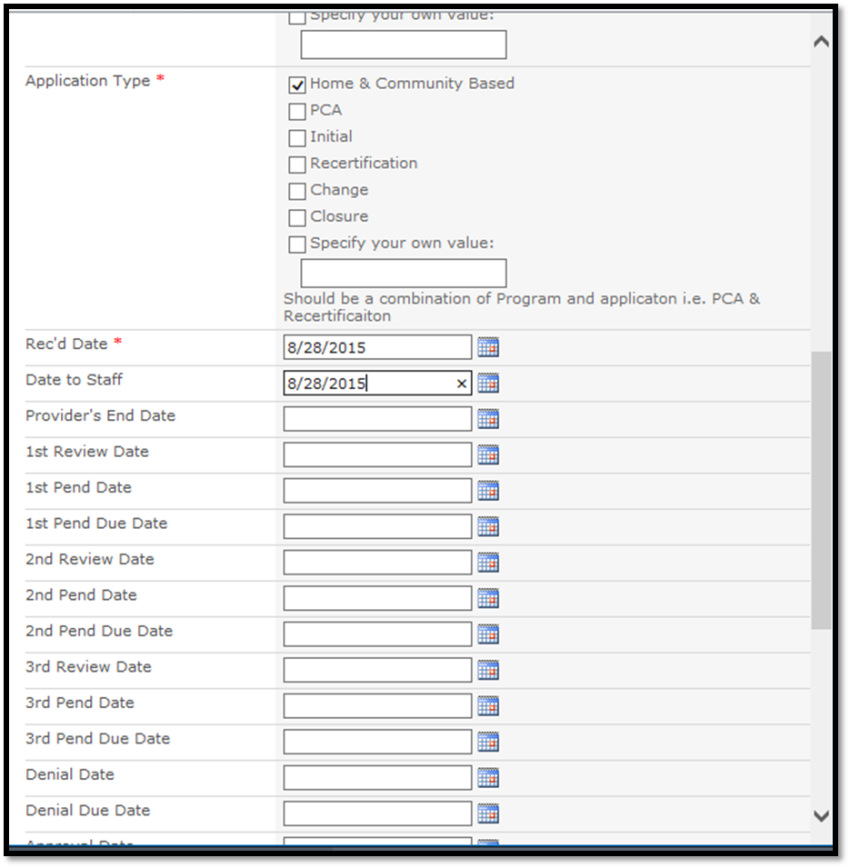 Specify your own value:
Application Type *
Home & Community Based
PCA
Initial
Recertification
Change
Closure
Specify your own value:
Should be a combination of Program and applicaton i.e. PCA &
Recertificaiton
Rec'd Date * 8/28/2015
Date to Staff 8/28/2015 ×
Provider's End Date
1st Review Date
1st Pend Date
1st Pend Due Date
2nd Review Date
2nd Pend Date
2nd Pend Due Date
3rd Review Date
3rd Pend Date
3rd Pend Due Date
Denial Date
Denial Due Date
Approval Date